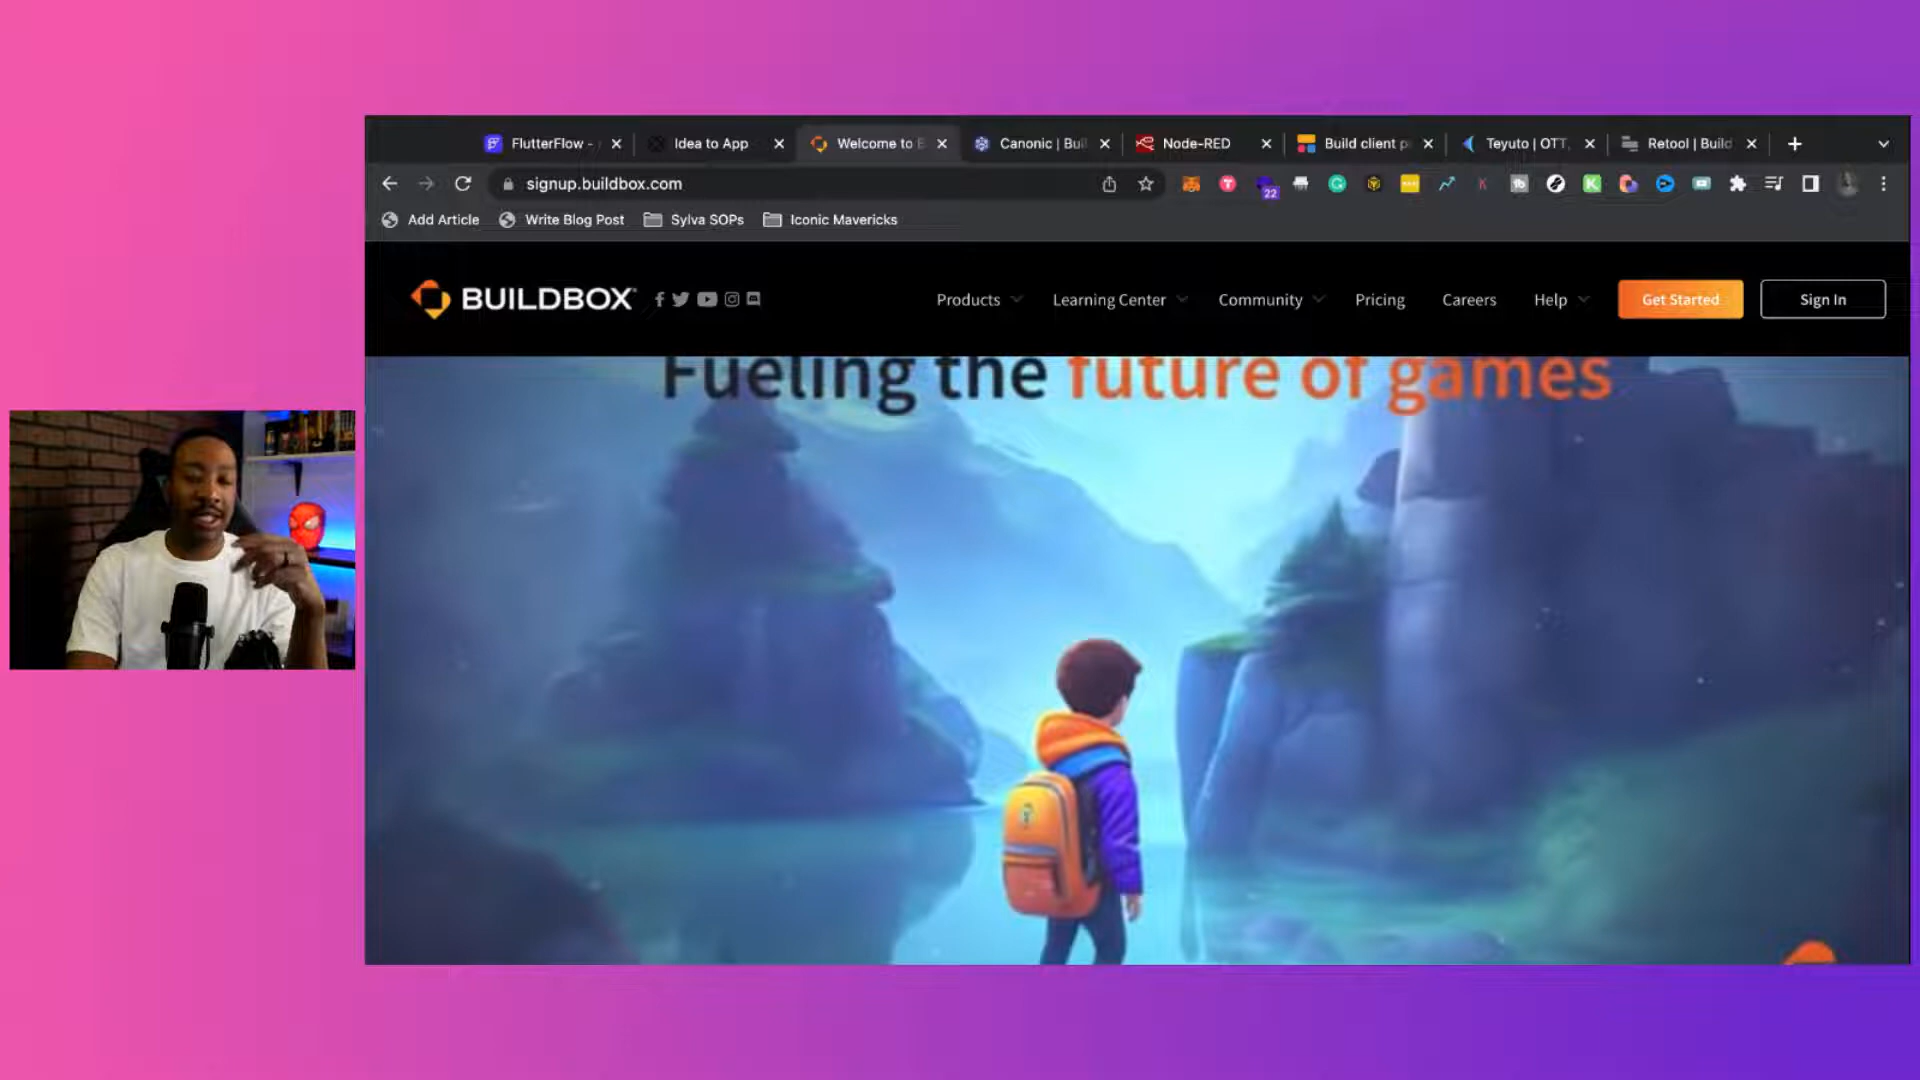 FlutterFlow -
Idea to App
Welcome to B
Canonic | Buil
Node-RED
Build client p
Teyuto | OTT,
Retool | Build
signup.buildbox.com
22
Add Article
Write Blog Post
Sylva SOPs
Iconic Mavericks
BUILDBOX
Products
Learning Center
Community
Pricing
Careers
Help
Get Started
Sign In
Fueling the future of games